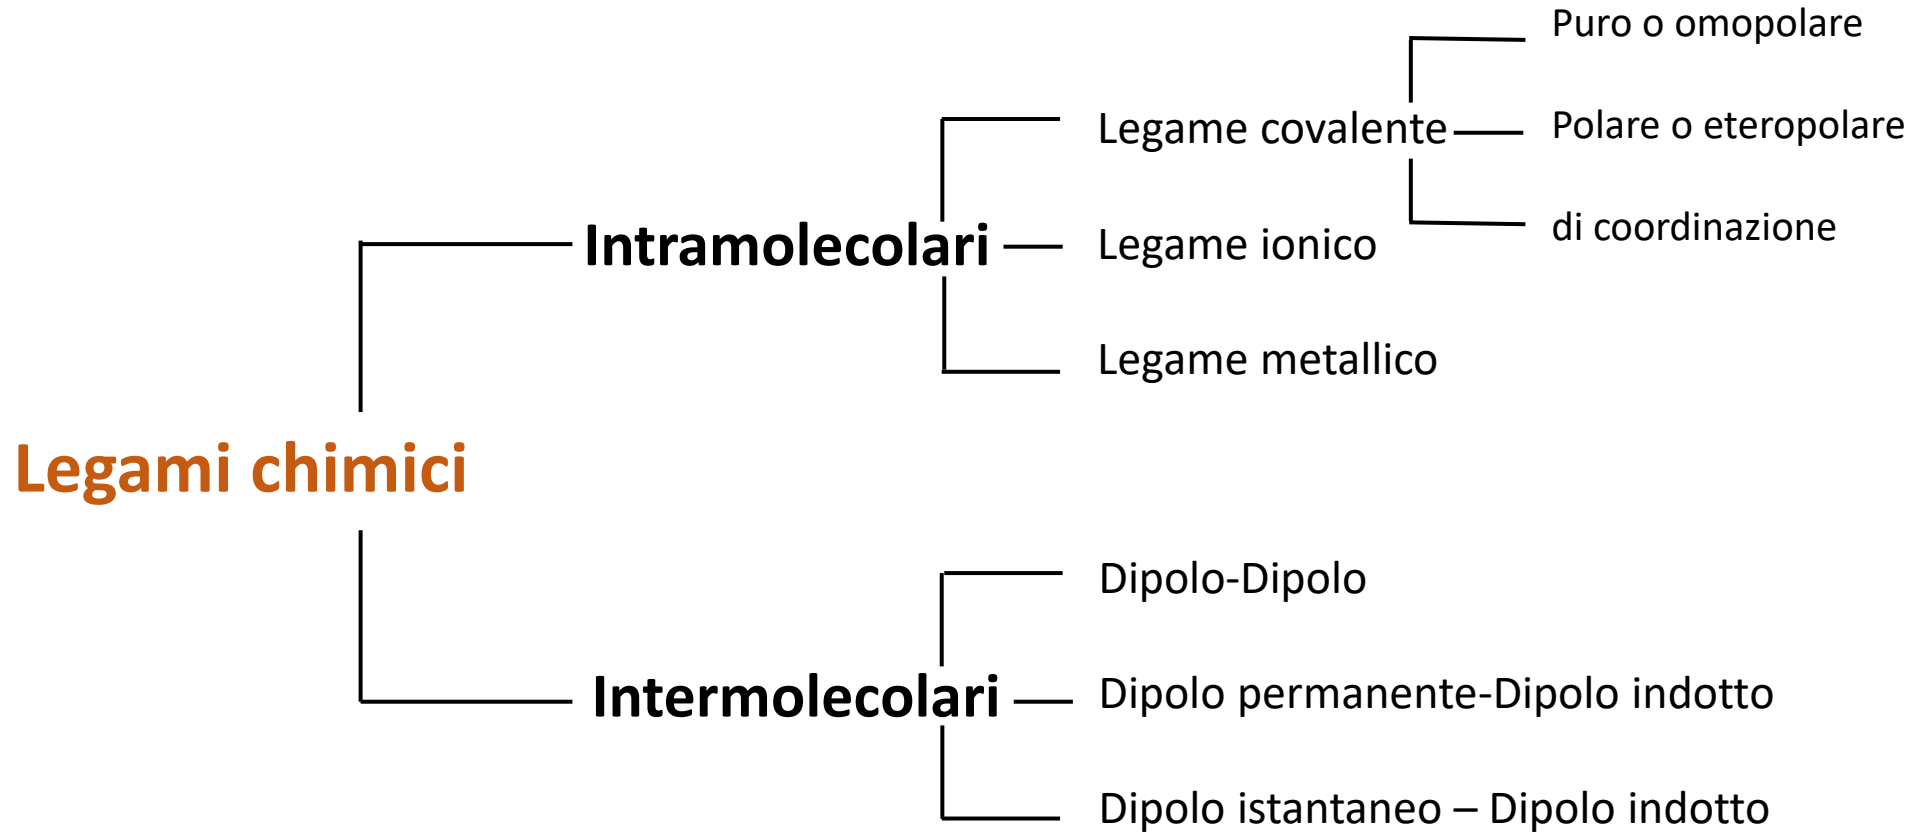 Legami chimici
Intramolecolari
Legame covalente
Puro o omopolare
Polare o eteropolare
di coordinazione
Legame ionico
Legame metallico
Intermolecolari
Dipolo-Dipolo
Dipolo permanente-Dipolo indotto
Dipolo istantaneo – Dipolo indotto